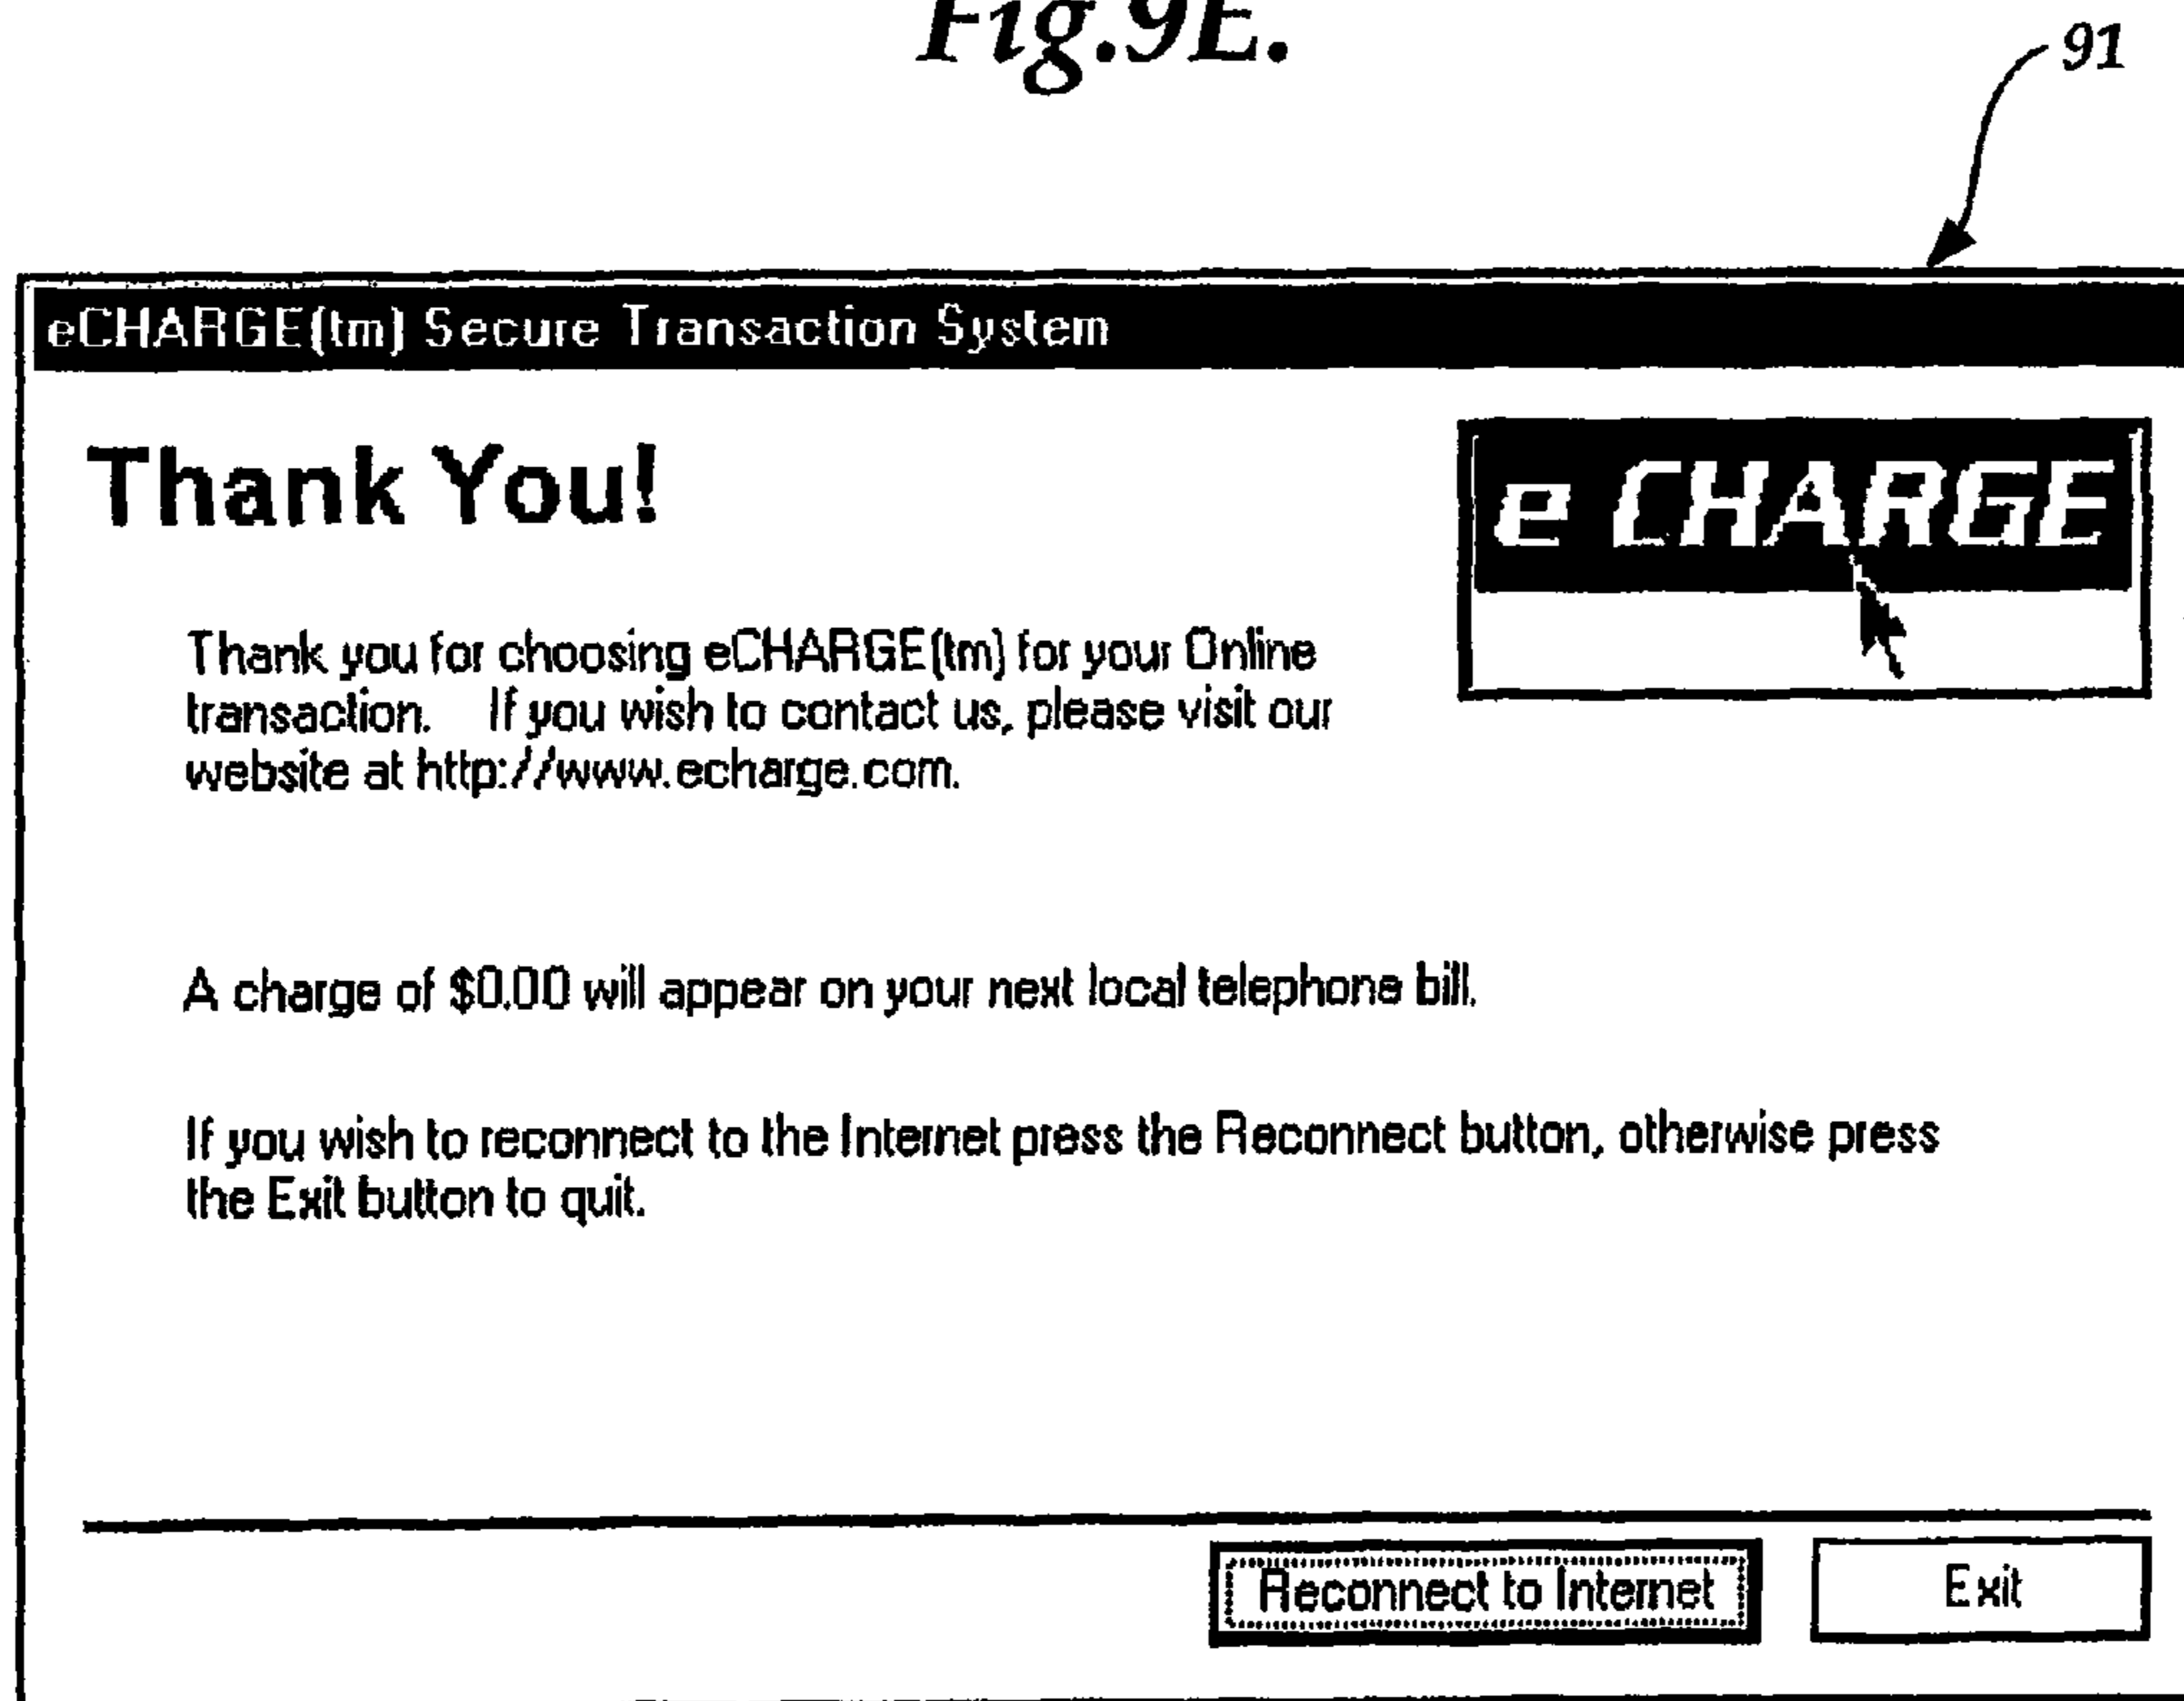 Fig.9E.
91
eCHARGE(tm) Secure Transaction System
Thank You!
e CHARGE
Thank you for choosing eCHARGE(tm) for your Online
transaction. If you wish to contact us, please visit our
website at http://www.echarge.com.
A charge of $0.00 will appear on your next local telephone bill.
If you wish to reconnect to the Internet press the Reconnect button, otherwise press
the Exit button to quit.
Reconnect to Internet
Exit